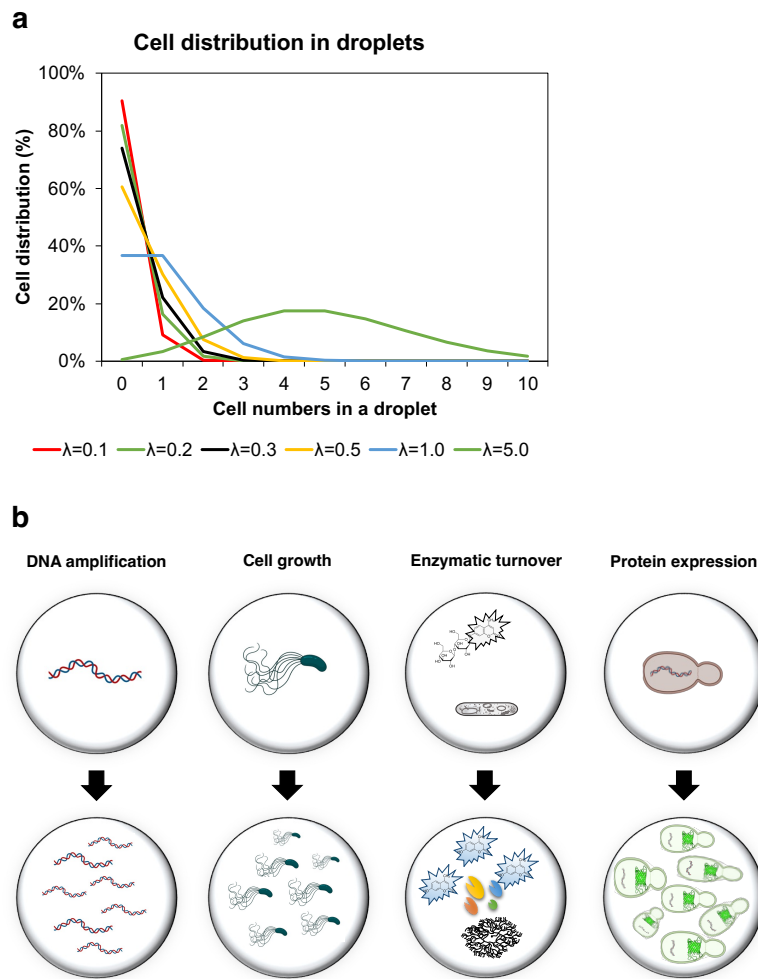 a
Cell distribution in droplets
100%
80%
60%
40%
20%
0%
Cell distribution (%)
0 1 2 3 4 5 6 7 8 9 10
Cell numbers in a droplet
λ=0.1 λ=0.2 λ=0.3 λ=0.5 λ=1.0 λ=5.0
b
DNA amplification Cell growth Enzymatic turnover Protein expression